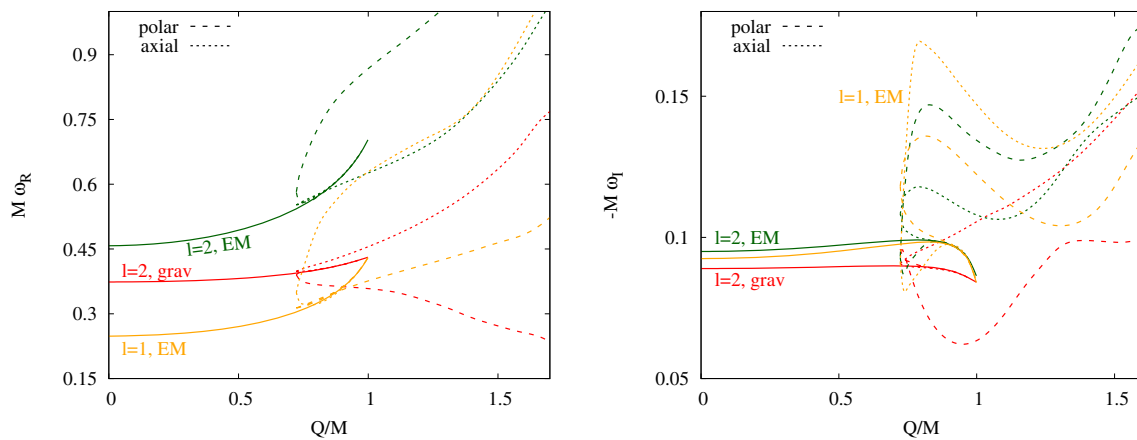 polar
axial
0.9
0.75
0.6
0.45
0.3
0.15
M ω_R
l=2, EM
l=2, grav
l=1, EM
0
0.5
1
1.5
Q/M
polar
axial
0.15
0.1
0.05
-M ω_I
l=1, EM
l=2, EM
l=2, grav
0
0.5
1
1.5
Q/M